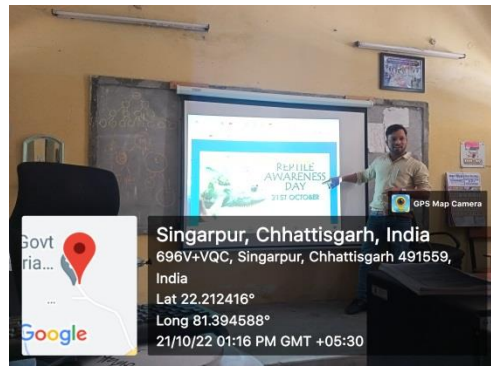 REPTILE
AWARENESS
DAY
21ST OCTOBER
GPS Map Camera
Govt
ria...
...
Google
Singarpur, Chhattisgarh, India
696V+VQC, Singarpur, Chhattisgarh 491559,
India
Lat 22.212416°
Long 81.394588°
21/10/22 01:16 PM GMT +05:30